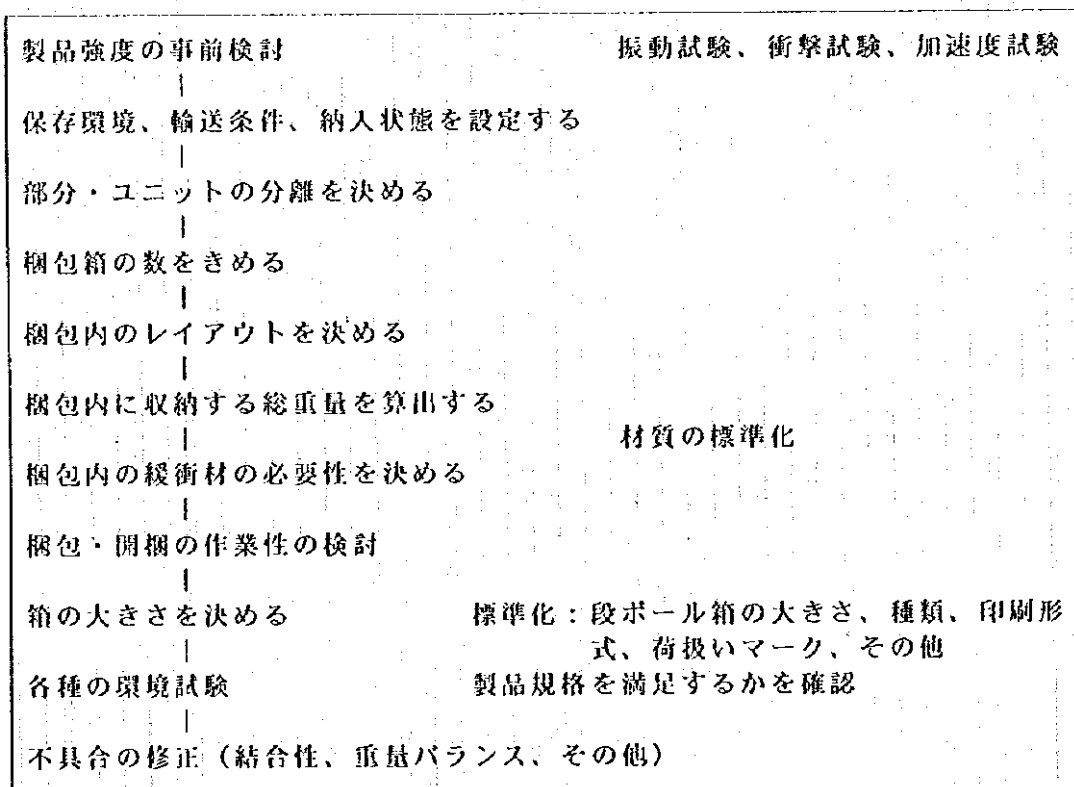 製品強度の事前検討 振動試験、衝撃試験、加速度試験
保存環境、輸送条件、納入状態を設定する
部分・ユニットの分離を決める
梱包箱の数をきめる
梱包内のレイアウトを決める
梱包内に収納する総重量を算出する
材質の標準化
梱包内の緩衝材の必要性を決める
梱包・開梱の作業性の検討
箱の大きさを決める 標準化：段ボール箱の大きさ、種類、印刷形
式、荷扱いマーク、その他
各種の環境試験 製品規格を満足するかを確認
不具合の修正（結合性、重量バランス、その他）